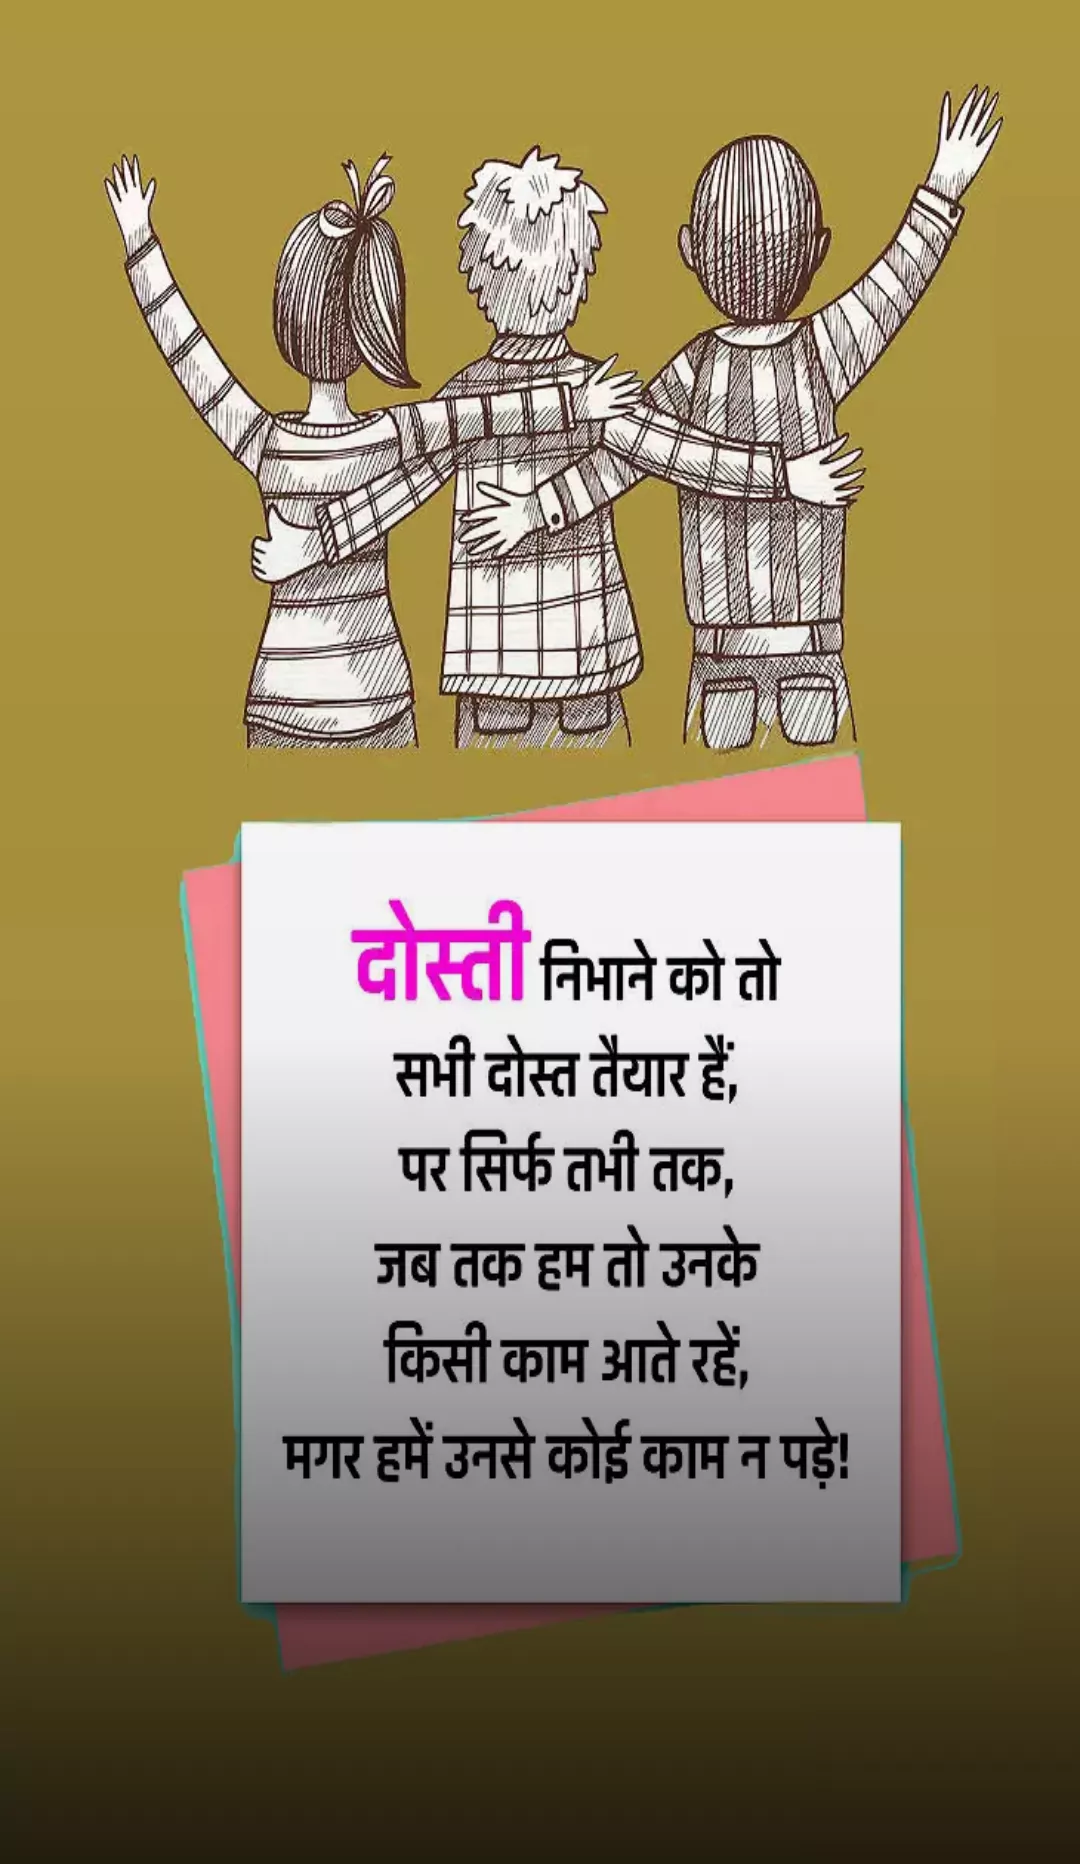 दोस्ती निभाने को तो
सभी दोस्त तैयार हैं,
पर सिर्फ तभी तक,
जब तक हम तो उनके
किसी काम आते रहें,
मगर हमें उनसे कोई काम न पड़े!